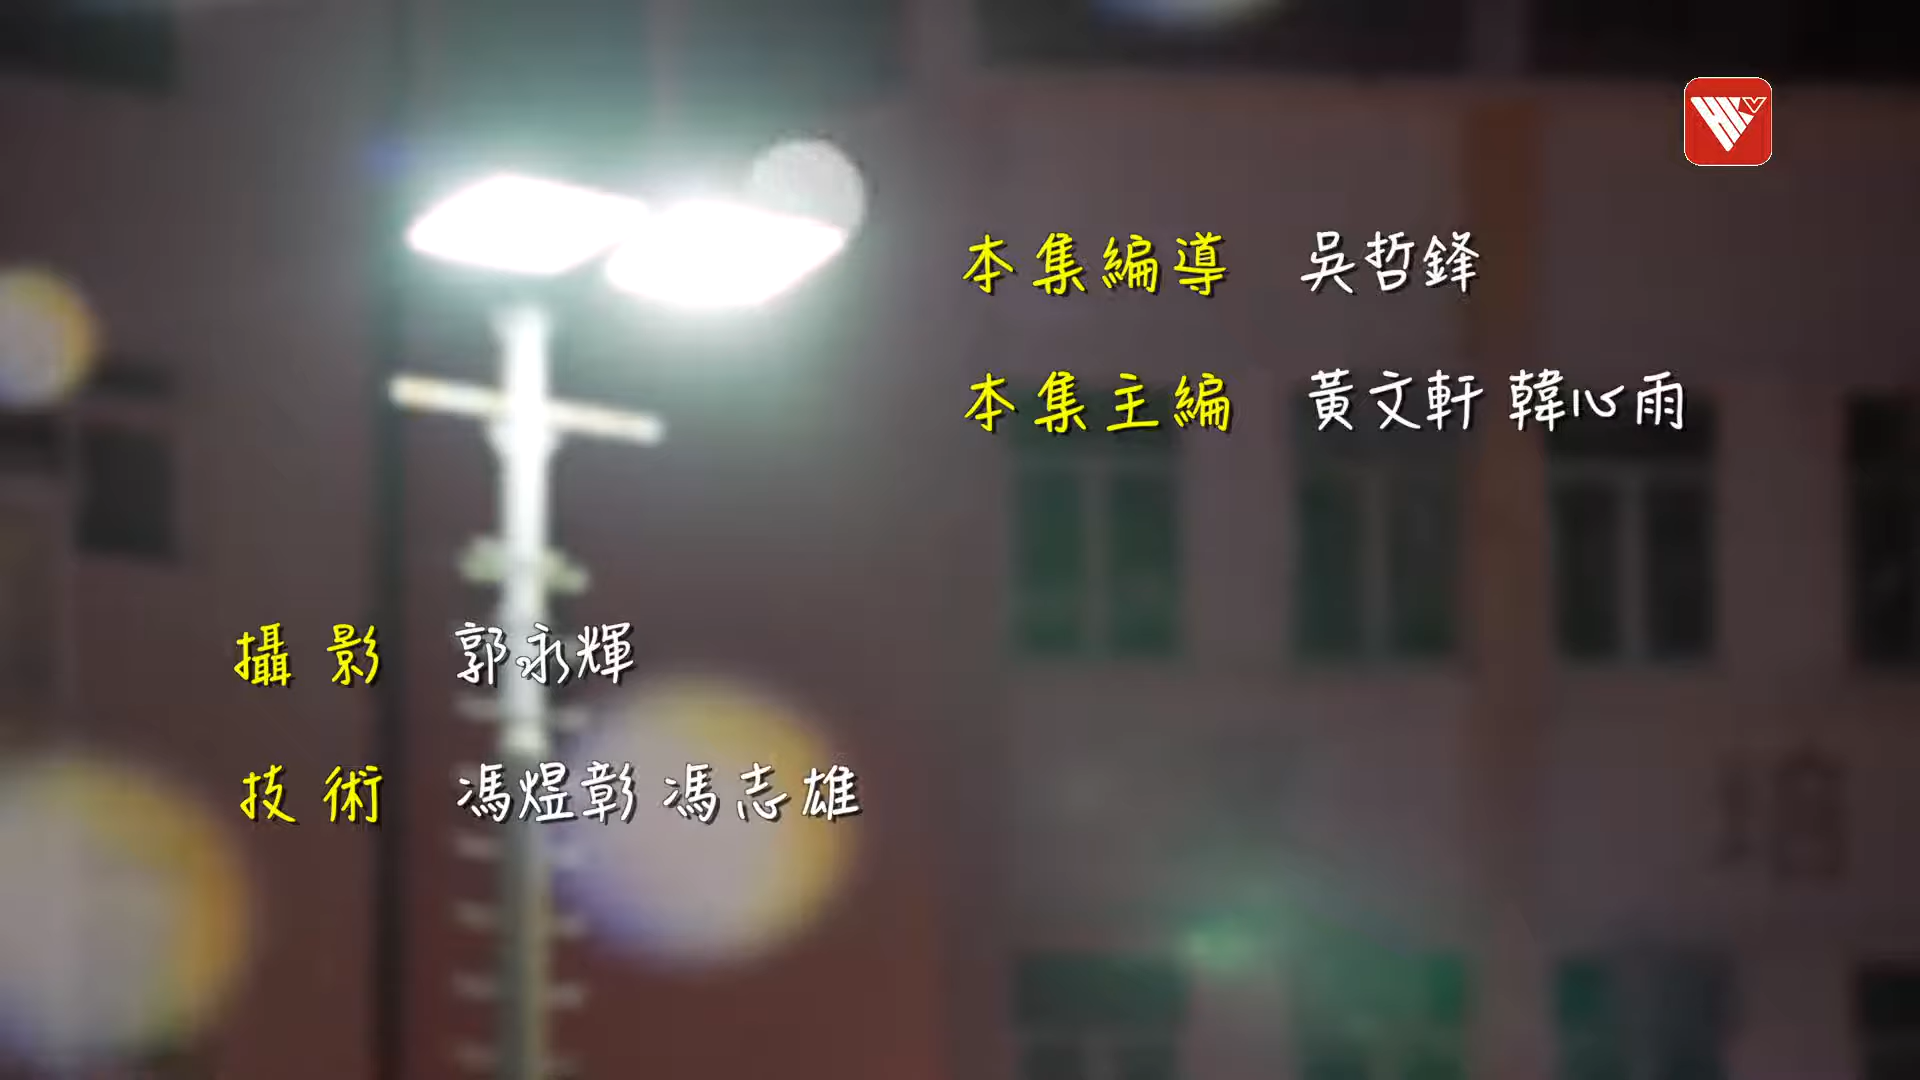 本集編導 吳哲鋒
本集主編 黃文軒 韓心雨
攝影 郭永輝
技術 馮煜彰 馮志雄